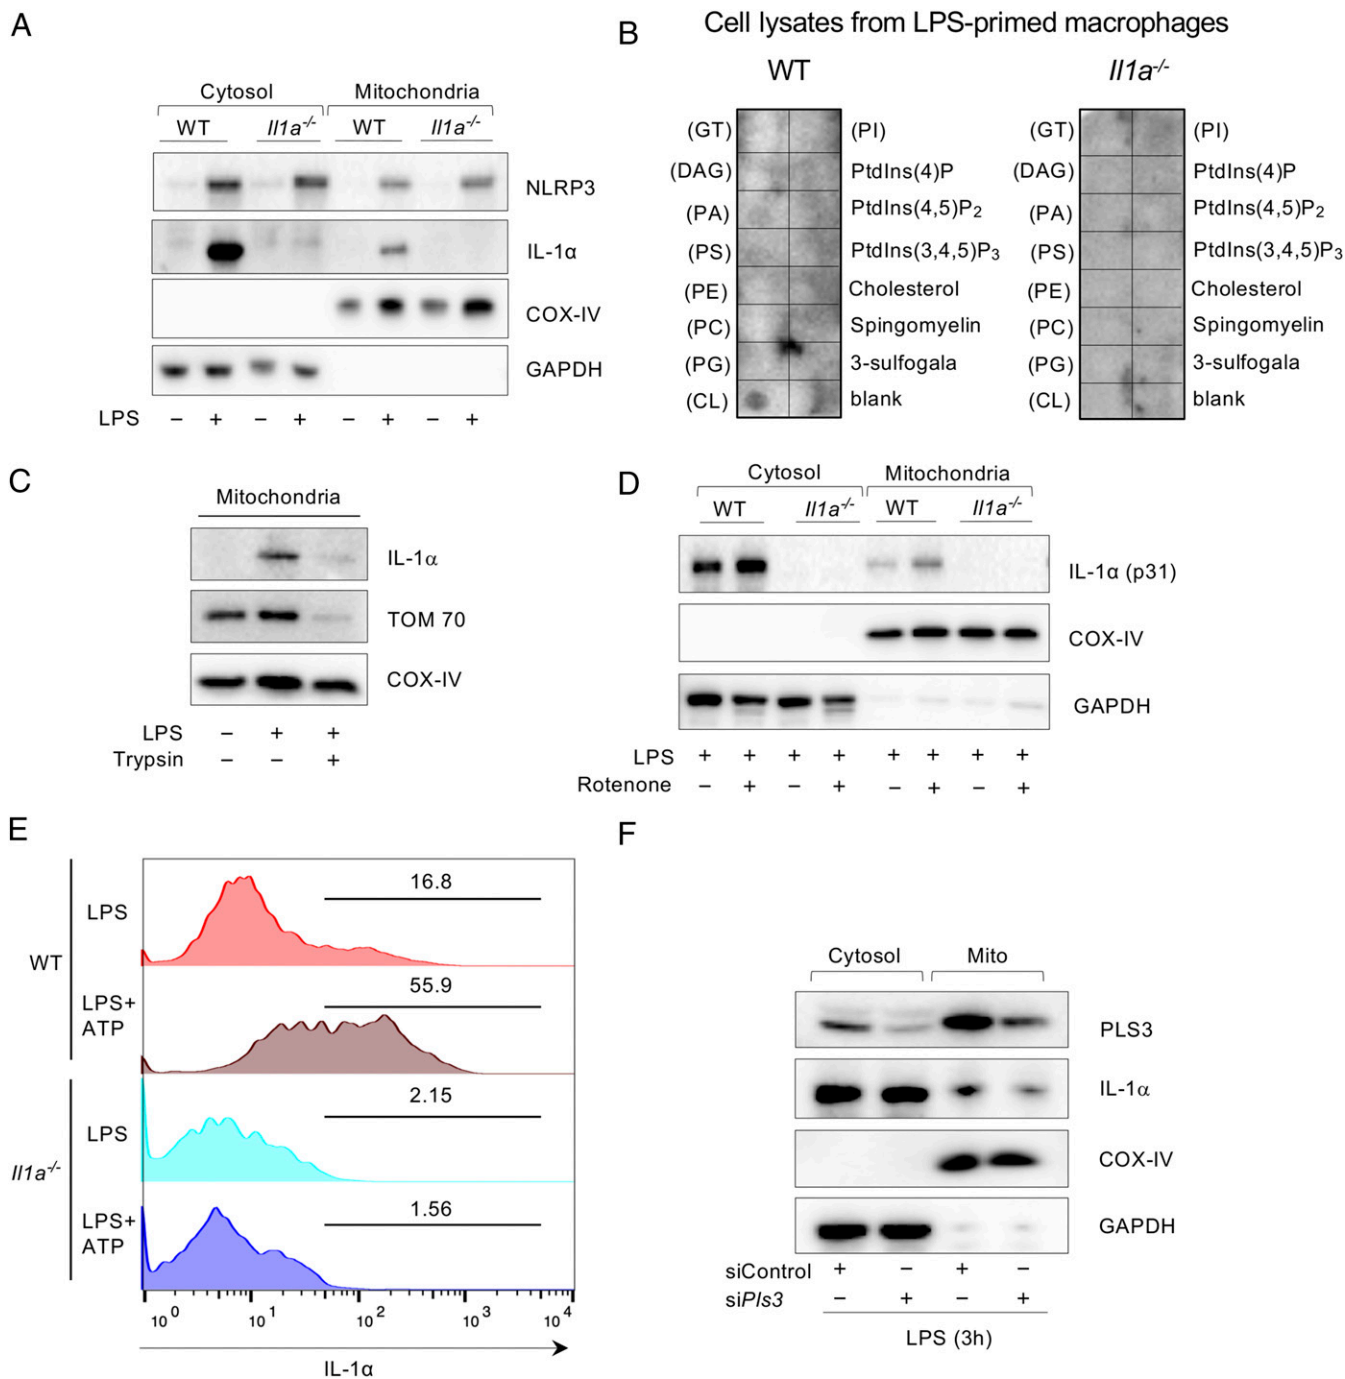 A
Cytosol Mitochondria
WT Il1a-/- WT Il1a-/-
NLRP3
IL-1α
COX-IV
GAPDH
LPS – + – + – + – +
B
Cell lysates from LPS-primed macrophages
WT Il1a-/-
(GT) (PI) (GT) (PI)
(DAG) PtdIns(4)P (DAG) PtdIns(4)P
(PA) PtdIns(4,5)P2 (PA) PtdIns(4,5)P2
(PS) PtdIns(3,4,5)P3 (PS) PtdIns(3,4,5)P3
(PE) Cholesterol (PE) Cholesterol
(PC) Spingomyelin (PC) Spingomyelin
(PG) 3-sulfogala (PG) 3-sulfogala
(CL) blank (CL) blank
C
Mitochondria
IL-1α
TOM 70
COX-IV
LPS – + +
Trypsin – – +
D
Cytosol Mitochondria
WT Il1a-/- WT Il1a-/-
IL-1α (p31)
COX-IV
GAPDH
LPS + + + + + + + +
Rotenone – + – + – + – +
E
WT
LPS
16.8
LPS+
ATP
55.9
Il1a-/-
LPS
2.15
LPS+
ATP
1.56
10^0 10^1 10^2 10^3 10^4
IL-1α
F
Cytosol Mito
PLS3
IL-1α
COX-IV
GAPDH
siControl + – + –
siPls3 – + – +
LPS (3h)